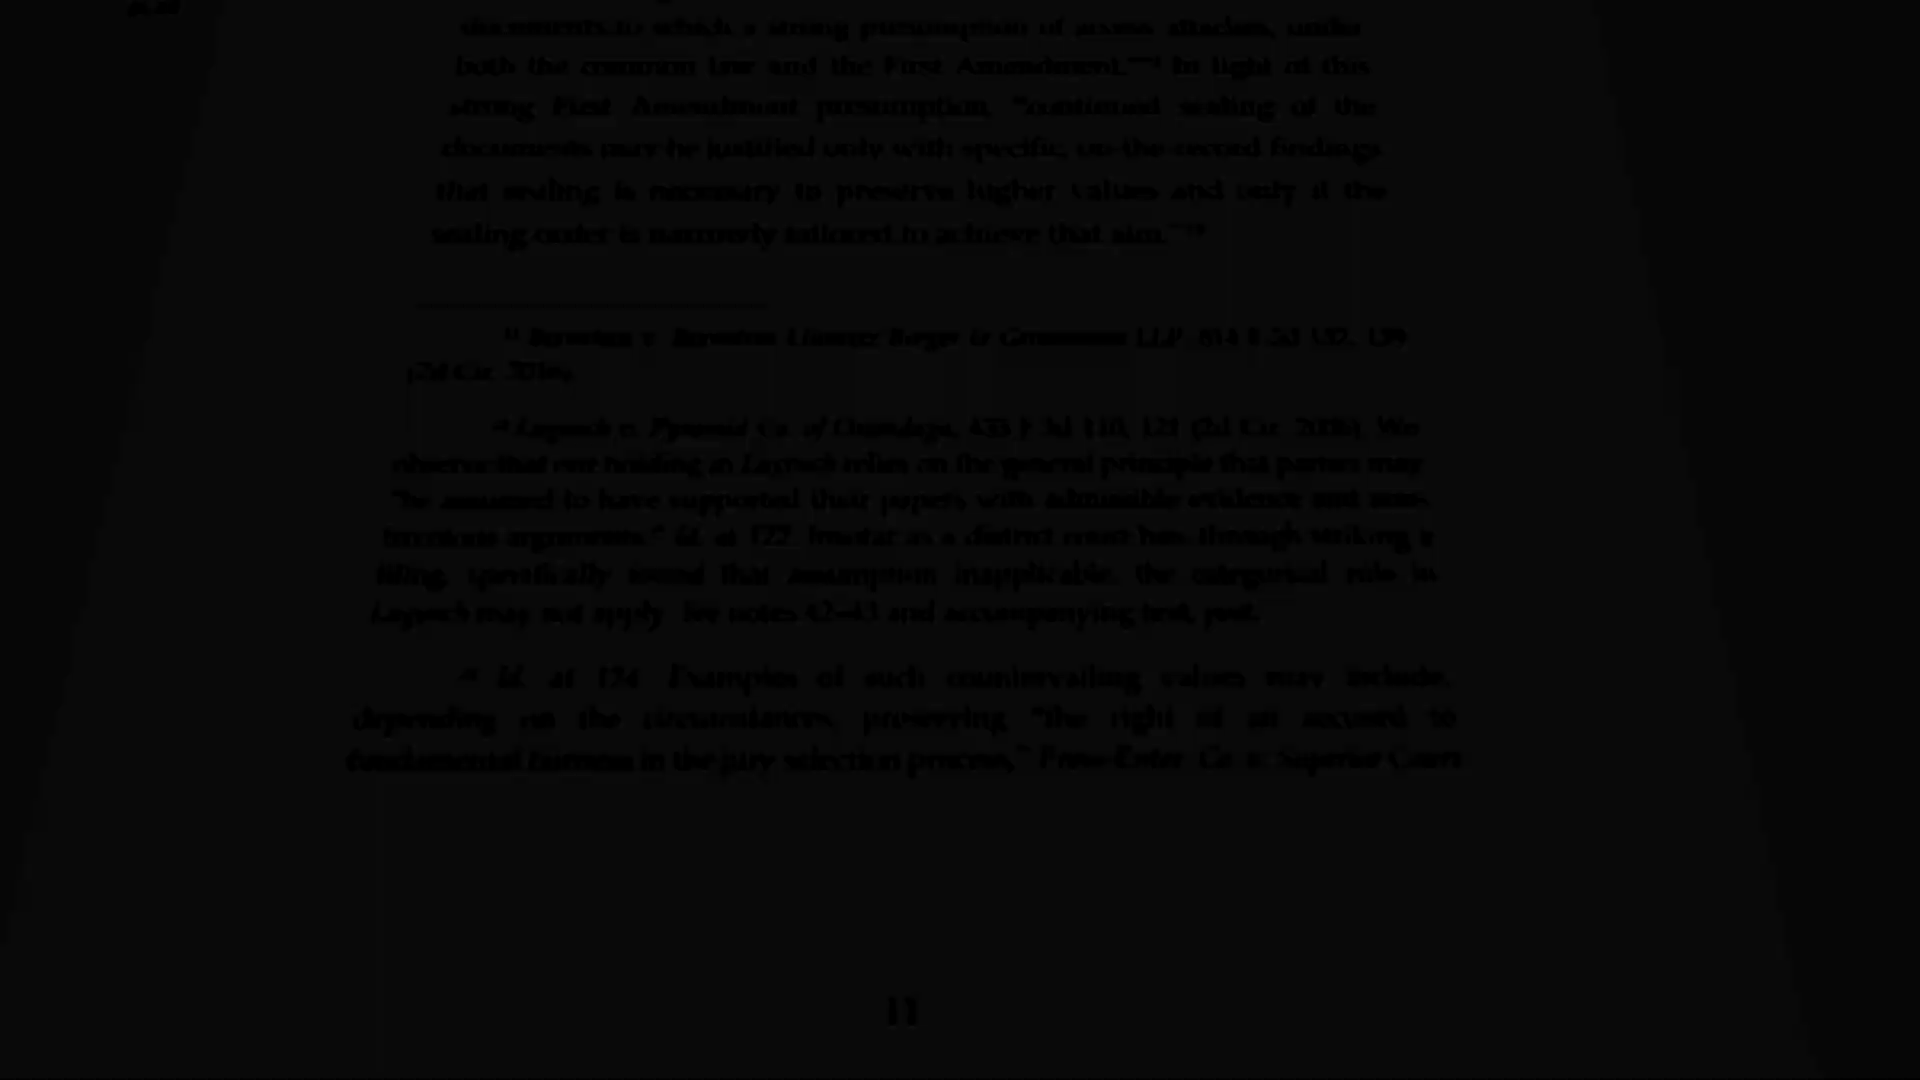 documents to which a strong presumption of access attaches, under
both the common law and the First Amendment."
In light of this
strong First Amendment presumption, "continued sealing of the
documents may be justified only with specific, on-the-record findings
that sealing is necessary to preserve higher values and only if the
sealing order is narrowly tailored to achieve that aim."
Bernstein v. Bernstein Litowitz Berger & Grossmann LLP, 814 F.3d 132, 139
(2d Cir. 2016).
Lugosch v. Pyramid Co. of Onondaga, 435 F.3d 110, 121 (2d Cir. 2006). We
observe that our holding in Lugosch relies on the general principle that parties may
"be assumed to have supported their papers with admissible evidence and non-
frivolous arguments." Id. at 122. Insofar as a district court has, through striking a
filing, specifically found that assumption inapplicable, the categorical rule in
Lugosch may not apply. See notes 42–43 and accompanying text, post.
Id. at 124. Examples of such countervailing values may include,
depending on the circumstances, preserving "the right of an accused to
fundamental fairness in the jury selection process," Press-Enter. Co. v. Superior Court
11